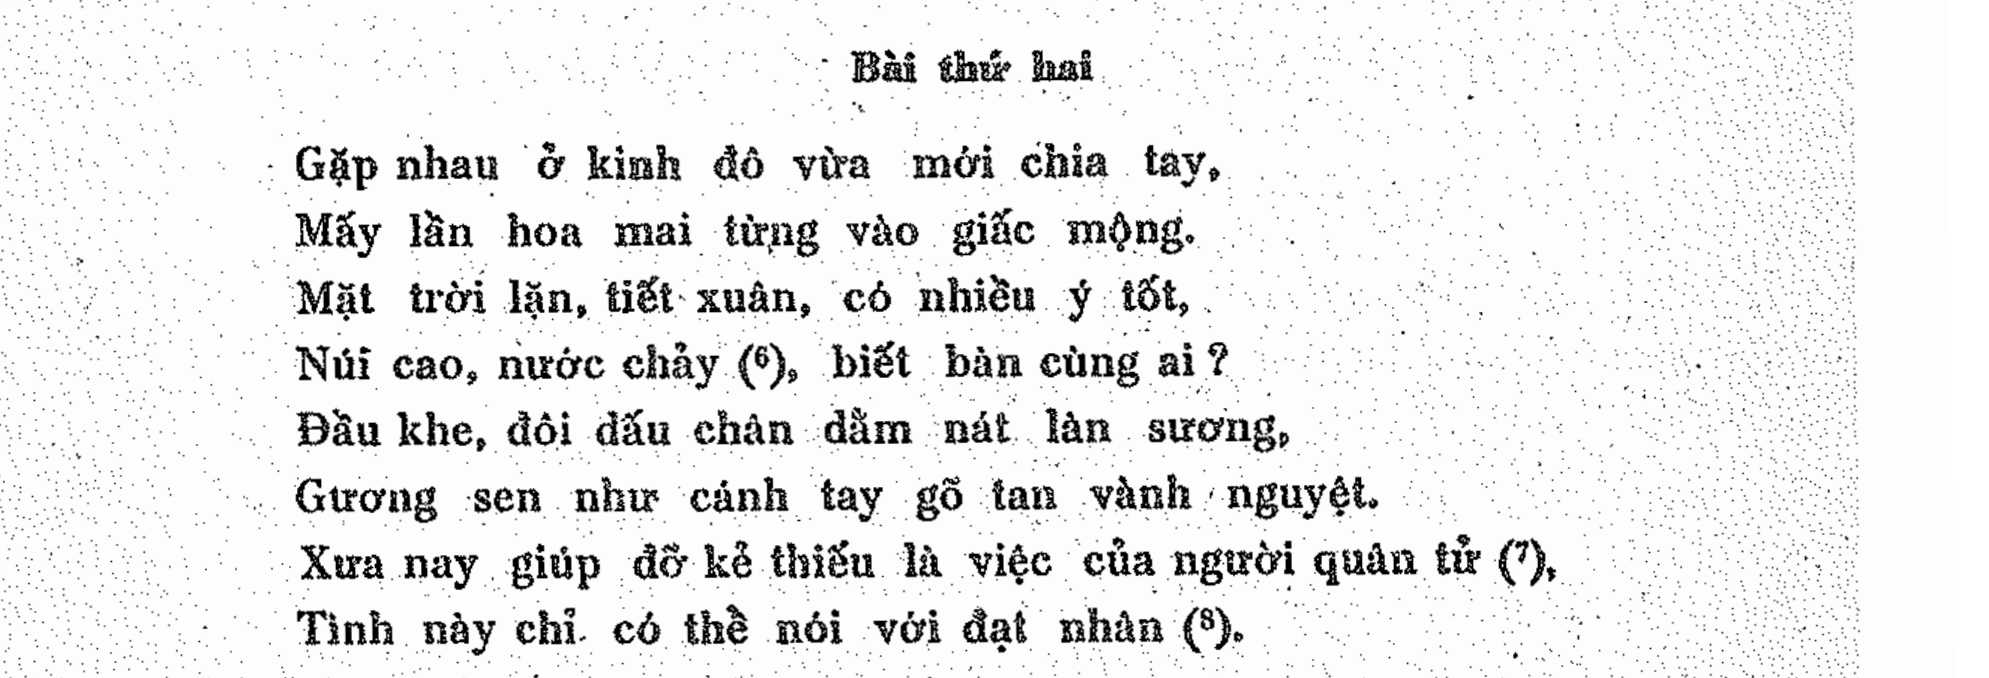 Bài thứ hai
Gặp nhau ở kinh đô vừa mới chia tay,
Mấy lần hoa mai từng vào giấc mộng.
Mặt trời lặn, tiết xuân, có nhiều ý tốt,
Núi cao, nước chảy (6), biết bàn cùng ai ?
Đầu khe, đôi dấu chân dẫm nát làn sương,
Gương sen như cánh tay gõ tan vành nguyệt.
Xưa nay giúp đỡ kẻ thiếu là việc của người quân tử (7),
Tình này chỉ có thể nói với đạt nhân (8).